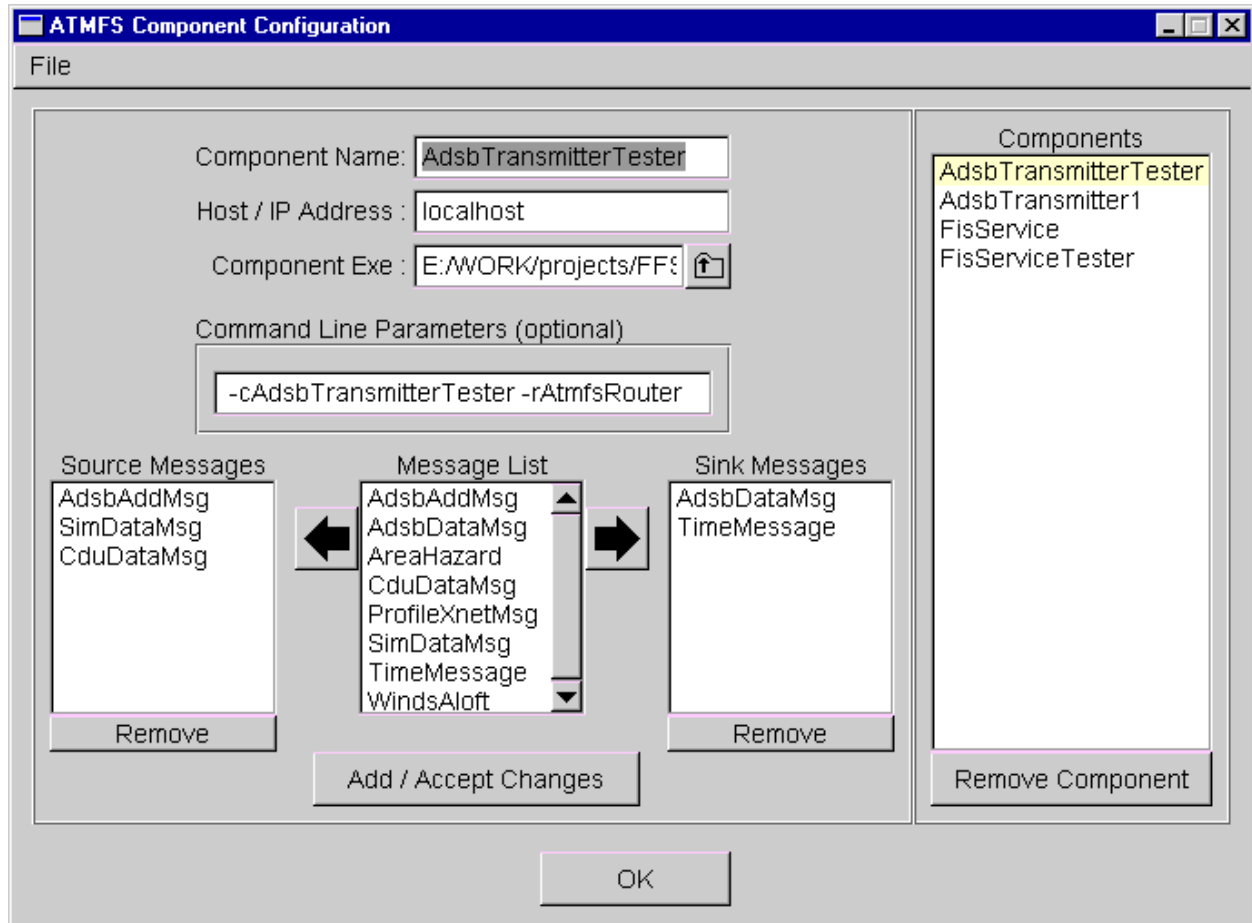 ATMFS Component Configuration
File
Component Name: AdsbTransmitterTester
Host / IP Address : localhost
Component Exe : E:/WORK/projects/FFS
Command Line Parameters (optional)
-cAdsbTransmitterTester -rAtmfsRouter
Source Messages
AdsbAddMsg
SimDataMsg
CduDataMsg
Remove
Message List
AdsbAddMsg
AdsbDataMsg
AreaHazard
CduDataMsg
ProfileXnetMsg
SimDataMsg
TimeMessage
WindsAloft
Sink Messages
AdsbDataMsg
TimeMessage
Remove
Add / Accept Changes
Components
AdsbTransmitterTester
AdsbTransmitter1
FisService
FisServiceTester
Remove Component
OK